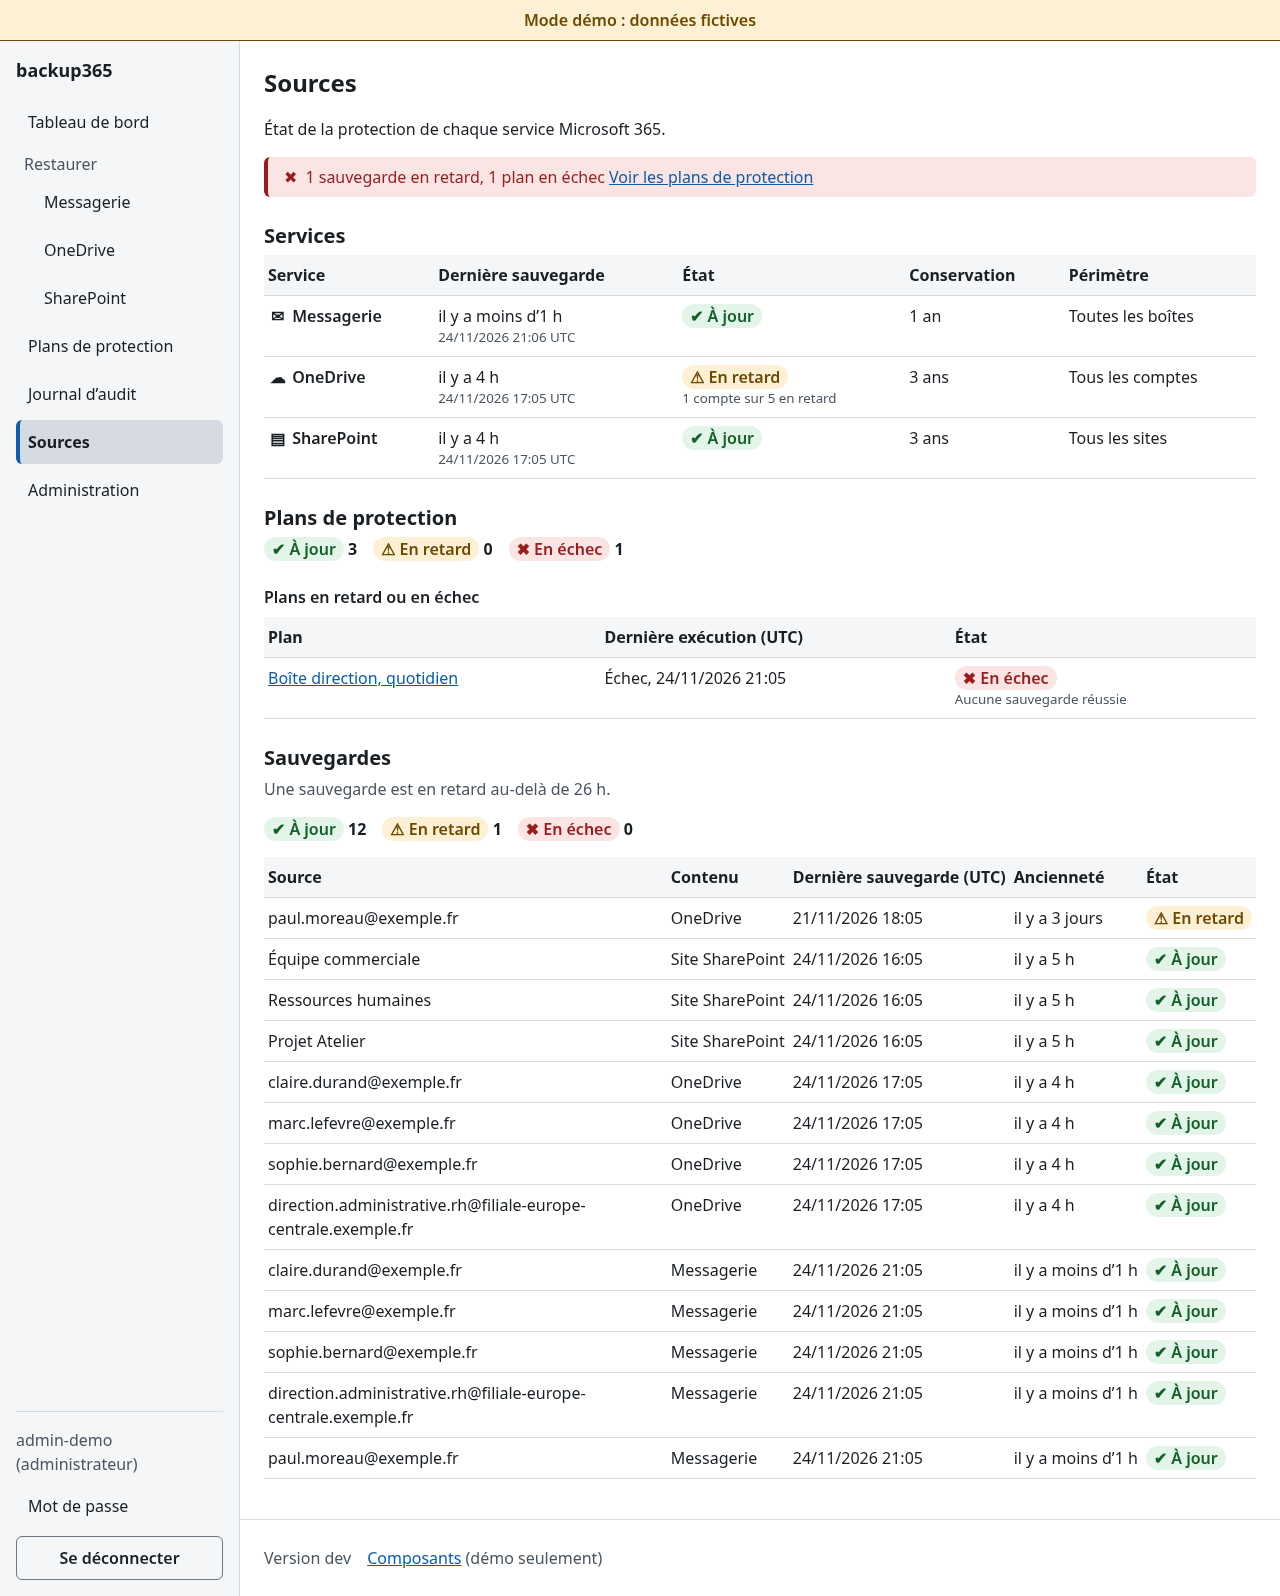 Mode démo : données fictives
backup365
Tableau de bord
Restaurer
Messagerie
OneDrive
SharePoint
Plans de protection
Journal d’audit
Sources
Administration
admin-demo
(administrateur)
Mot de passe
Se déconnecter
Sources
État de la protection de chaque service Microsoft 365.
✖ 1 sauvegarde en retard, 1 plan en échec Voir les plans de protection
Services
Service Dernière sauvegarde État Conservation Périmètre
✉ Messagerie il y a moins d’1 h ✔ À jour 1 an Toutes les boîtes
24/11/2026 21:06 UTC
☁ OneDrive il y a 4 h ⚠ En retard 3 ans Tous les comptes
24/11/2026 17:05 UTC 1 compte sur 5 en retard
▤ SharePoint il y a 4 h ✔ À jour 3 ans Tous les sites
24/11/2026 17:05 UTC
Plans de protection
✔ À jour 3 ⚠ En retard 0 ✖ En échec 1
Plans en retard ou en échec
Plan Dernière exécution (UTC) État
Boîte direction, quotidien Échec, 24/11/2026 21:05 ✖ En échec
Aucune sauvegarde réussie
Sauvegardes
Une sauvegarde est en retard au-delà de 26 h.
✔ À jour 12 ⚠ En retard 1 ✖ En échec 0
Source Contenu Dernière sauvegarde (UTC) Ancienneté État
paul.moreau@exemple.fr OneDrive 21/11/2026 18:05 il y a 3 jours ⚠ En retard
Équipe commerciale Site SharePoint 24/11/2026 16:05 il y a 5 h ✔ À jour
Ressources humaines Site SharePoint 24/11/2026 16:05 il y a 5 h ✔ À jour
Projet Atelier Site SharePoint 24/11/2026 16:05 il y a 5 h ✔ À jour
claire.durand@exemple.fr OneDrive 24/11/2026 17:05 il y a 4 h ✔ À jour
marc.lefevre@exemple.fr OneDrive 24/11/2026 17:05 il y a 4 h ✔ À jour
sophie.bernard@exemple.fr OneDrive 24/11/2026 17:05 il y a 4 h ✔ À jour
direction.administrative.rh@filiale-europe- OneDrive 24/11/2026 17:05 il y a 4 h ✔ À jour
centrale.exemple.fr
claire.durand@exemple.fr Messagerie 24/11/2026 21:05 il y a moins d’1 h ✔ À jour
marc.lefevre@exemple.fr Messagerie 24/11/2026 21:05 il y a moins d’1 h ✔ À jour
sophie.bernard@exemple.fr Messagerie 24/11/2026 21:05 il y a moins d’1 h ✔ À jour
direction.administrative.rh@filiale-europe- Messagerie 24/11/2026 21:05 il y a moins d’1 h ✔ À jour
centrale.exemple.fr
paul.moreau@exemple.fr Messagerie 24/11/2026 21:05 il y a moins d’1 h ✔ À jour
Version dev Composants (démo seulement)